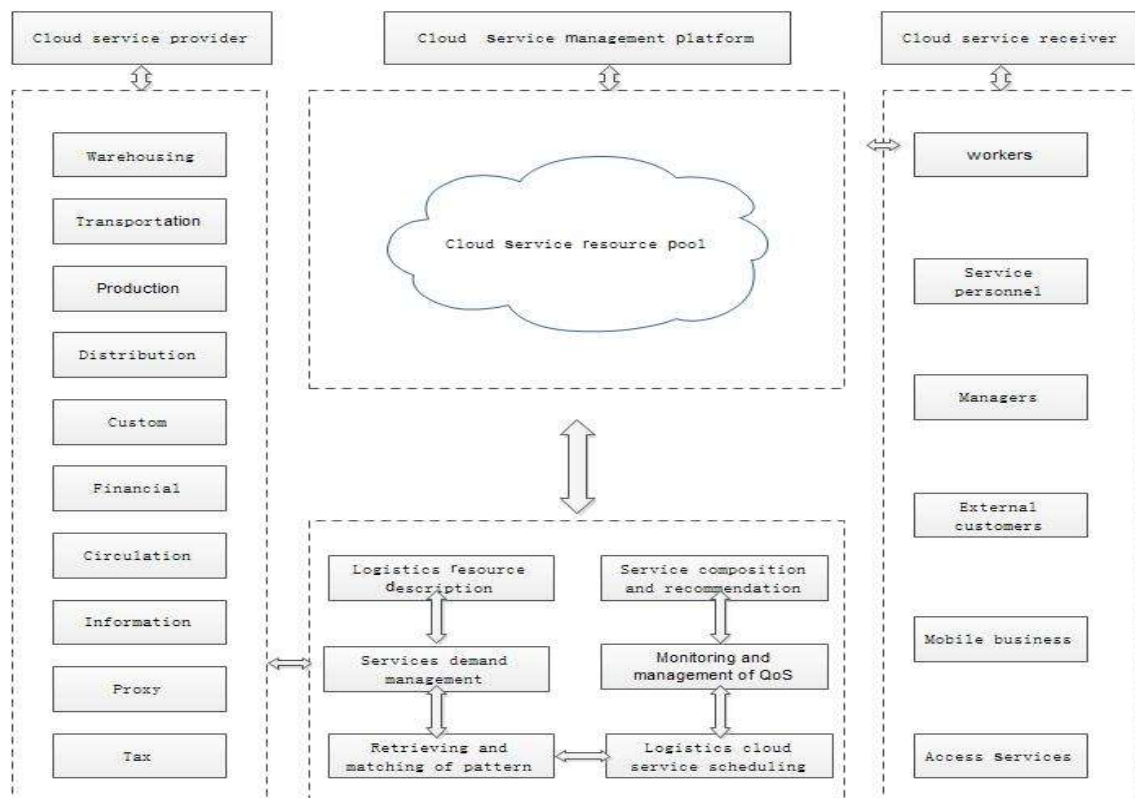 Cloud service provider
Cloud Service management platform
Cloud service receiver
Warehousing
Transportation
Production
Distribution
Custom
Financial
Circulation
Information
Proxy
Tax
Cloud Service resource pool
Logistics resource
description
Service composition
and recommendation
Services demand
management
Monitoring and
management of QoS
Retrieving and
matching of pattern
Logistics cloud
service scheduling
workers
Service
personnel
Managers
External
customers
Mobile business
Access Services